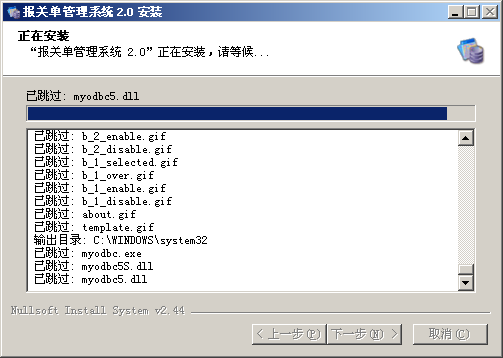 报关单管理系统 2.0 安装
正在安装
“报关单管理系统 2.0”正在安装，请等候...
已跳过: myodbc5.dll
已跳过: b_2_enable.gif
已跳过: b_2_disable.gif
已跳过: b_1_selected.gif
已跳过: b_1_over.gif
已跳过: b_1_enable.gif
已跳过: b_1_disable.gif
已跳过: about.gif
已跳过: template.gif
输出目录: C:\WINDOWS\system32
已跳过: myodbc.exe
已跳过: myodbc5S.dll
已跳过: myodbc5.dll
Nullsoft Install System v2.44
< 上一步(P) 下一步(N) > 取消(C)